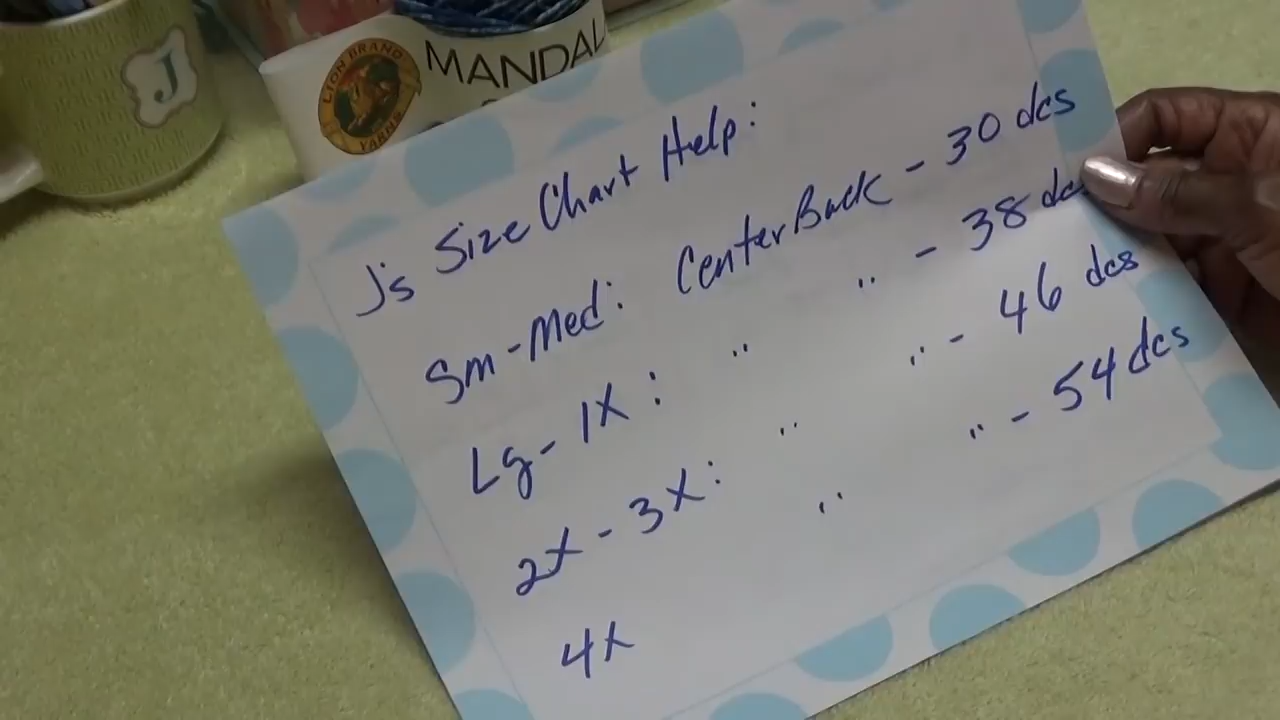 J
LION BRAND
YARNS
MANDAL
J's Size Chart Help:
Sm-Med: Center Back - 30 dcs
Lg-1X: " " - 38 dcs
2X-3X: " " - 46 dcs
4X " " - 54 dcs